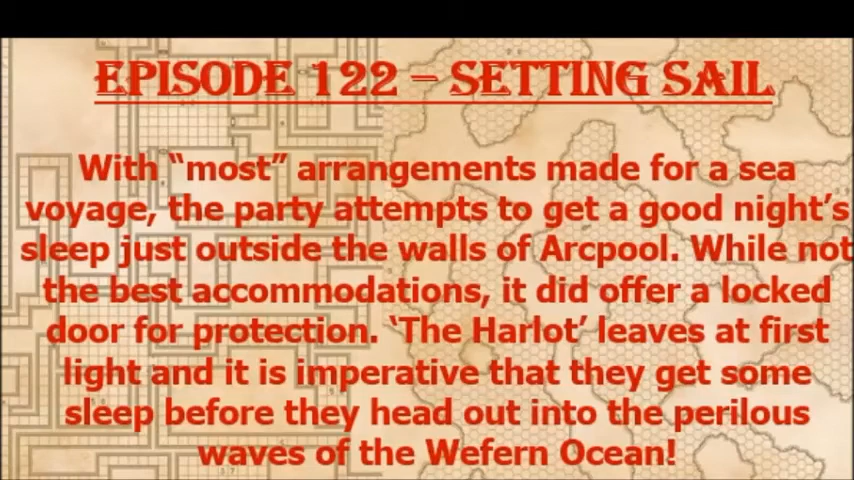 EPISODE 122 – SETTING SAIL
With “most” arrangements made for a sea
voyage, the party attempts to get a good night’s
sleep just outside the walls of Arcpool. While not
the best accommodations, it did offer a locked
door for protection. ‘The Harlot’ leaves at first
light and it is imperative that they get some
sleep before they head out into the perilous
waves of the Wefern Ocean!